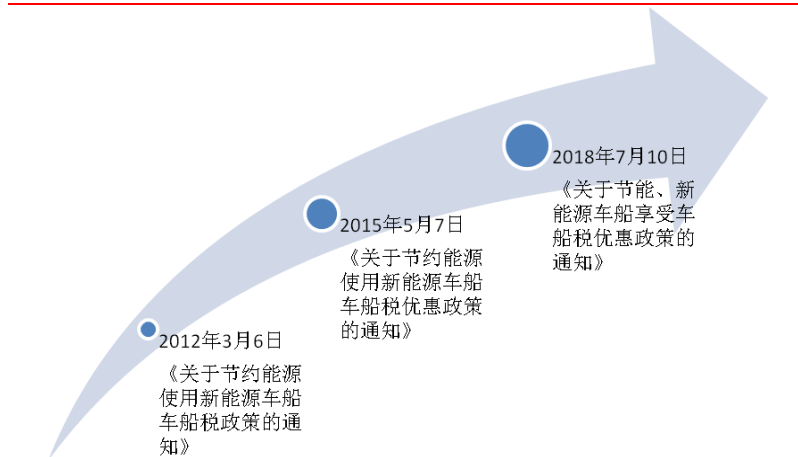 2012年3月6日
《关于节约能源
使用新能源车船
车船税政策的通
知》
2015年5月7日
《关于节约能源
使用新能源车船
车船税优惠政策
的通知》
2018年7月10日
《关于节能、新
能源车船享受车
船税优惠政策的
通知》